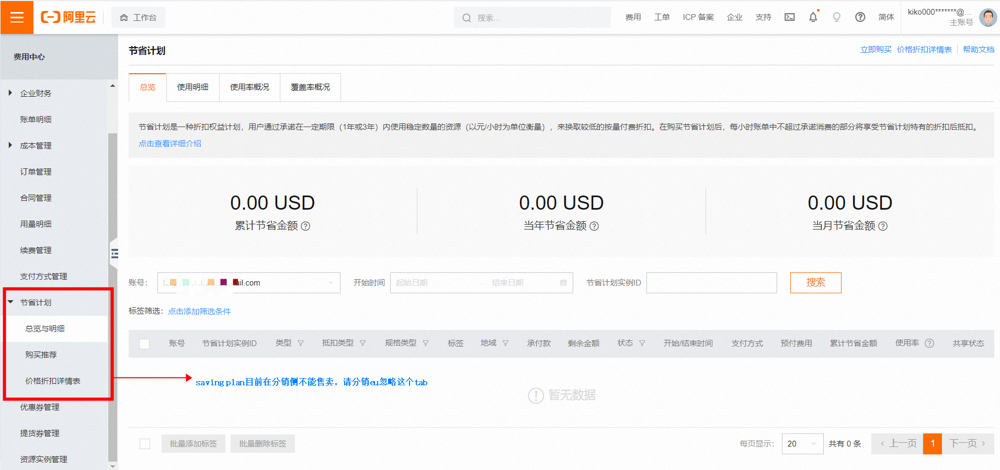 阿里云
工作台
搜索...
费用
工单
ICP 备案
企业
支持
简体
kiko000*******@...
主账号
费用中心
企业财务
账单明细
成本管理
订单管理
合同管理
用量明细
续费管理
支付方式管理
节省计划
总览与明细
购买推荐
价格折扣详情表
优惠券管理
提货券管理
资源实例管理
节省计划
立即购买 价格折扣详情表 帮助文档
总览 使用明细 使用率概况 覆盖率概况
节省计划是一种折扣权益计划，用户通过承诺在一定期限（1年或3年）内使用稳定数量的资源（以元/小时为单位衡量），来换取较低的按量付费折扣。在购买节省计划后，每小时账单中不超过承诺消费的部分将享受节省计划特有的折扣后抵扣。
点击查看详细介绍
0.00 USD
累计节省金额
0.00 USD
当年节省金额
0.00 USD
当月节省金额
账号： ail.com 开始时间 起始日期 - 结束日期 节省计划实例ID 搜索
标签筛选： 点击添加筛选条件
账号 节省计划实例ID 类型 抵扣类型 规格类型 标签 地域 承付款 剩余金额 状态 开始/结束时间 支付方式 预付费用 累计节省金额 使用率 共享状态
saving plan目前在分销侧不能售卖，请分销eu忽略这个tab
暂无数据
批量添加标签 批量删除标签 每页显示： 20 共有 0 条 上一页 1 下一页